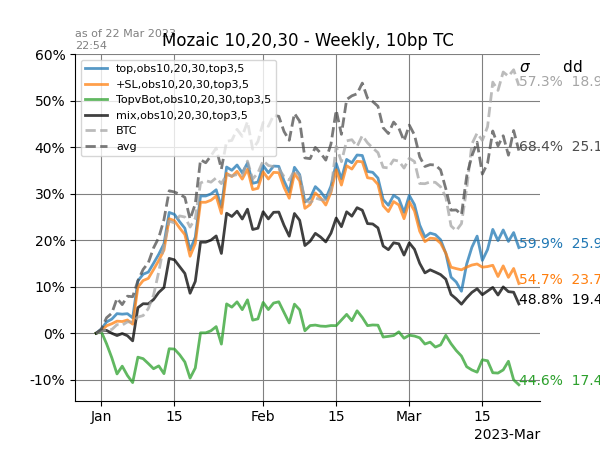 as of 22 Mar 2023
22:54
Mozaic 10,20,30 - Weekly, 10bp TC
σ dd
60%
50%
40%
30%
20%
10%
0%
-10%
top,obs10,20,30,top3,5
+SL,obs10,20,30,top3,5
TopvBot,obs10,20,30,top3,5
mix,obs10,20,30,top3,5
BTC
avg
57.3% 18.9
68.4% 25.1
59.9% 25.9
54.7% 23.7
48.8% 19.4
44.6% 17.4
Jan 15 Feb 15 Mar 15
2023-Mar